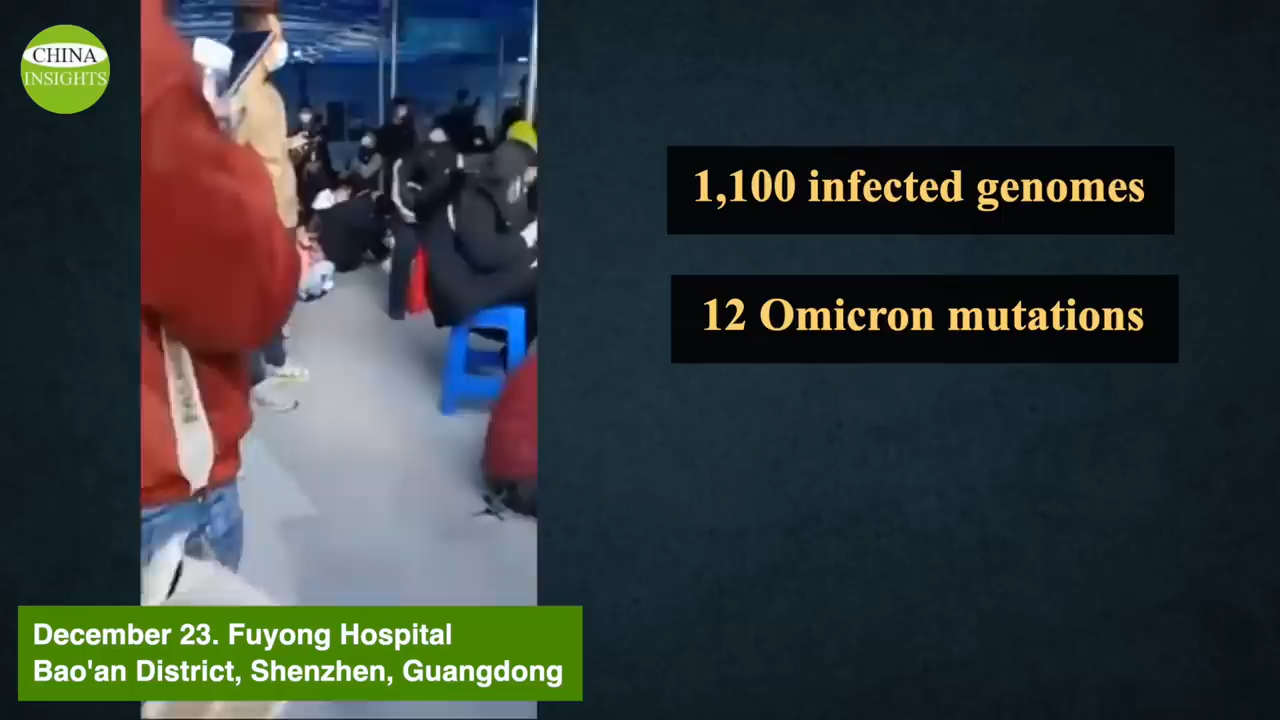 CHINA
INSIGHTS
1,100 infected genomes
12 Omicron mutations
December 23. Fuyong Hospital
Bao'an District, Shenzhen, Guangdong